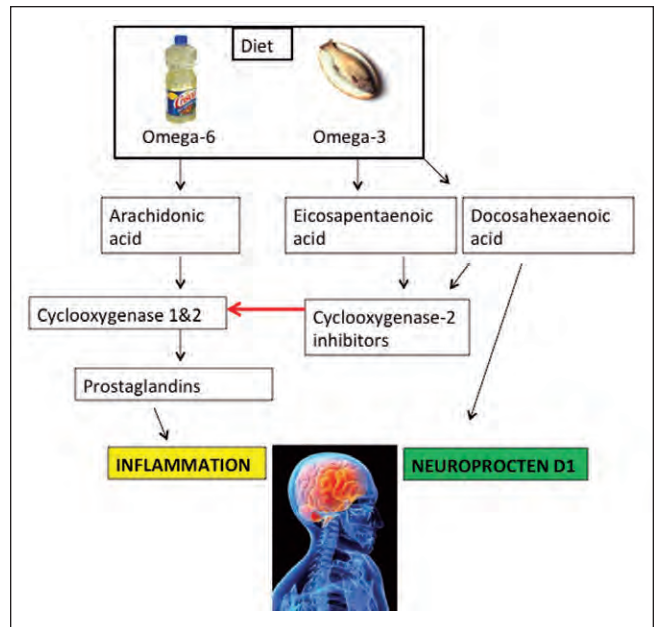 Diet
Omega-6
Omega-3
Arachidonic
acid
Eicosapentaenoic
acid
Docosahexaenoic
acid
Cyclooxygenase 1&2
Cyclooxygenase-2
inhibitors
Prostaglandins
INFLAMMATION
NEUROPROCTEN D1